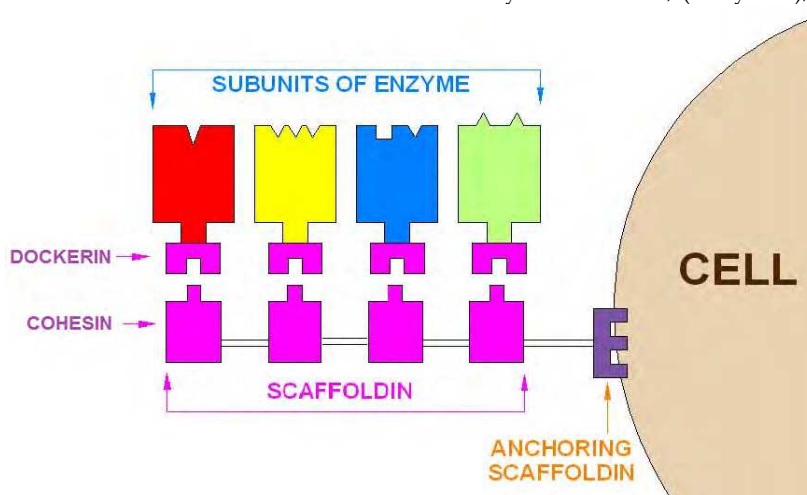 SUBUNITS OF ENZYME
DOCKERIN
CELL
COHESIN
SCAFFOLDIN
ANCHORING
SCAFFOLDIN